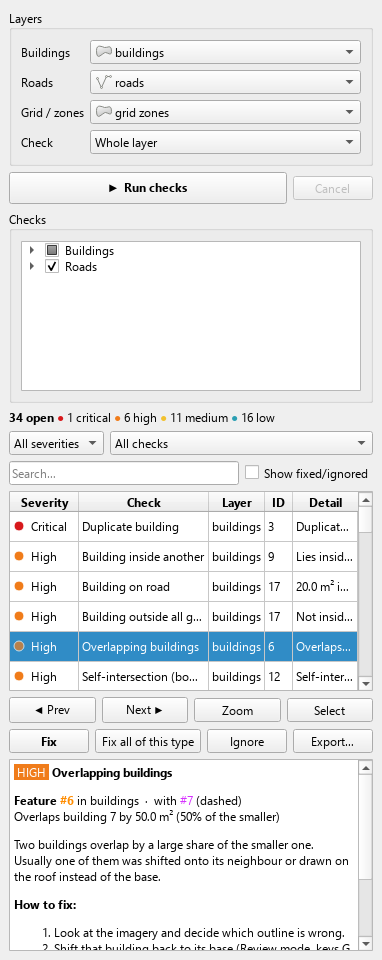 Layers
Buildings buildings
Roads roads
Grid / zones grid zones
Check Whole layer
► Run checks Cancel
Checks
Buildings
Roads
34 open ● 1 critical ● 6 high ● 11 medium ● 16 low
All severities All checks
Search... Show fixed/ignored
Severity Check Layer ID Detail
Critical Duplicate building buildings 3 Duplicat...
High Building inside another buildings 9 Lies insid...
High Building on road buildings 17 20.0 m² i...
High Building outside all g... buildings 17 Not insid...
High Overlapping buildings buildings 6 Overlaps...
High Self-intersection (bo... buildings 12 Self-inter...
◄ Prev Next ► Zoom Select
Fix Fix all of this type Ignore Export...
HIGH Overlapping buildings
Feature #6 in buildings · with #7 (dashed)
Overlaps building 7 by 50.0 m² (50% of the smaller)
Two buildings overlap by a large share of the smaller one.
Usually one of them was shifted onto its neighbour or drawn on
the roof instead of the base.
How to fix:
1. Look at the imagery and decide which outline is wrong.
2. Shift that building back to its base (Review mode, keys G